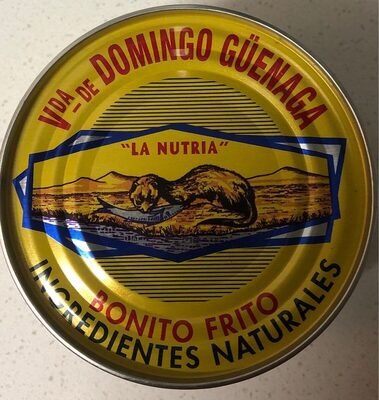 VDA DE DOMINGO GÜENAGA
"LA NUTRIA"
BONITO FRITO
INGREDIENTES NATURALES